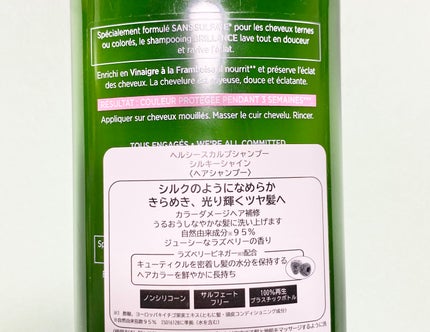 Spécialement formulé SANS SULFATE* pour les cheveux ternes
ou colorés, le shampooing BRILLANCE lave tout en douceur
et ravive l'éclat.
Enrichi en Vinaigre à la Framboise il nourrit** et préserve l'éclat
des cheveux. La chevelure est soyeuse, douce et éclatante.
RÉSULTAT : COULEUR PROTÉGÉE PENDANT 3 SEMAINES***
Appliquer sur cheveux mouillés. Masser le cuir chevelu. Rincer.
TOUS ENGAGÉS • WE'RE ALL COMMITTED
ヘルシースカルプシャンプー
シルキーシャイン
〈ヘアシャンプー〉
シルクのようになめらか
きらめき、光り輝くツヤ髪へ
カラーダメージヘア補修
うるおうしなやかな髪に洗い上げます
自然由来成分※95%
ジューシーなラズベリーの香り
ラズベリービネガー※1配合
キューティクルを密着し髪の水分を保持する
ヘアカラーを鮮やかに長持ち
ノンシリコーン サルフェートフリー 100%再生プラスチックボトル